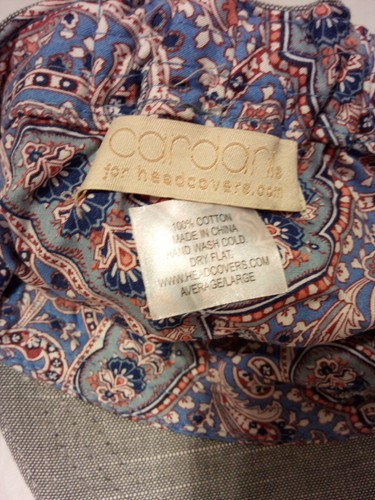 cardani
for headcovers.com
100% COTTON
MADE IN CHINA
HAND WASH COLD.
DRY FLAT.
WWW.HEADCOVERS.COM
AVERAGE/LARGE